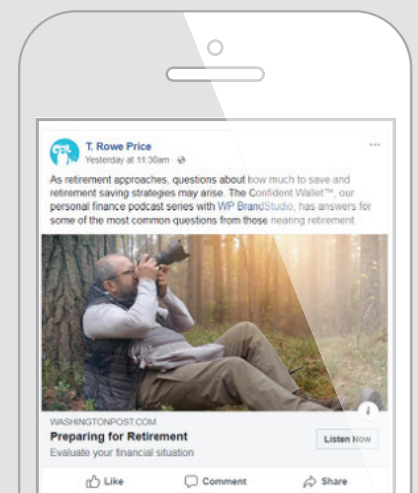 T. Rowe Price
Yesterday at 11:30am
As retirement approaches, questions about how much to save and
retirement saving strategies may arise. The Confident Wallet™, our
personal finance podcast series with WP BrandStudio, has answers for
some of the most common questions from those nearing retirement.
i
WASHINGTONPOST.COM
Preparing for Retirement
Listen Now
Evaluate your financial situation
Like Comment Share